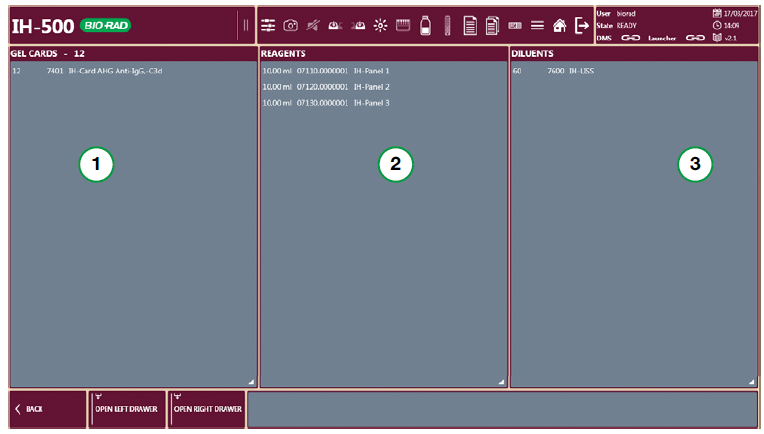 IH-500 BIO-RAD
User biorad 17/03/2017
State READY 14:09
DMS Launcher v2.1
GEL CARDS - 12
REAGENTS
DILUENTS
12 7401 IH-Card AHG Anti-IgG,-C3d
10.00 ml 07110.0000001 IH-Panel 1
10.00 ml 07120.0000001 IH-Panel 2
10.00 ml 07130.0000001 IH-Panel 3
60 7600 IH-LISS
1
2
3
BACK
OPEN LEFT DRAWER
OPEN RIGHT DRAWER